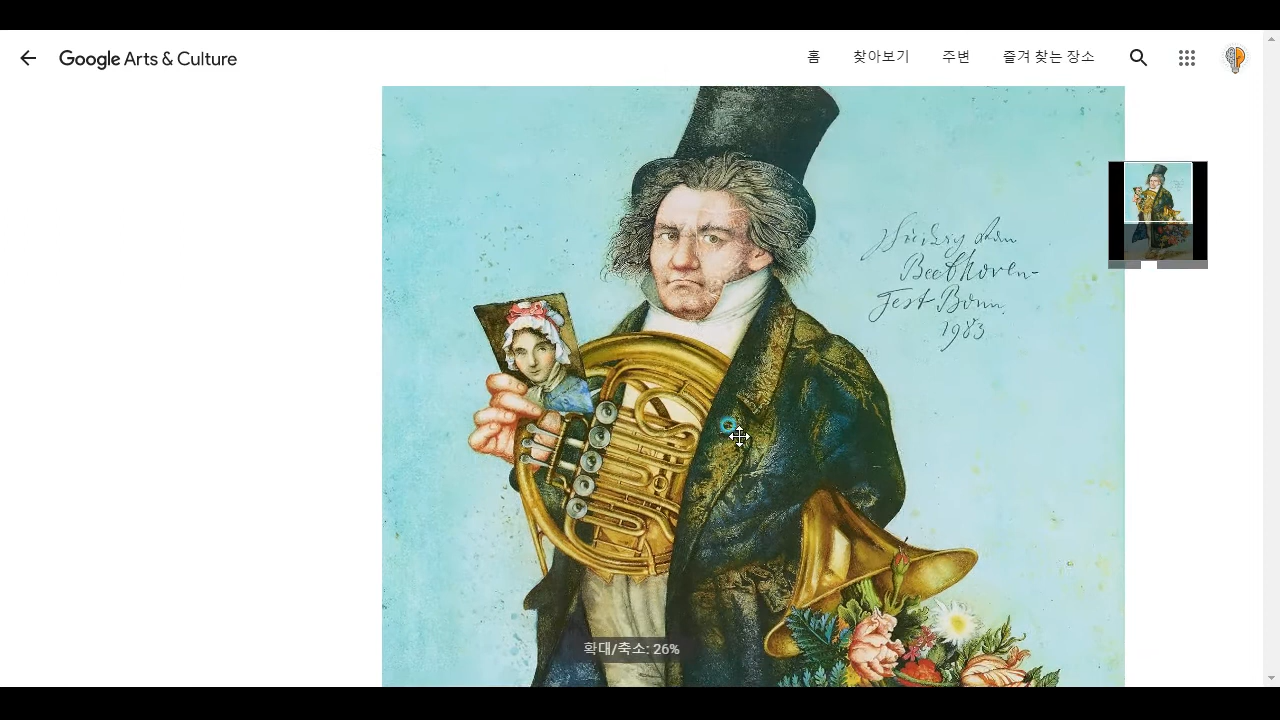 Google Arts & Culture
홈 찾아보기 주변 즐겨 찾는 장소
Beethoven-
Fest Bonn
1983
확대/축소: 26%